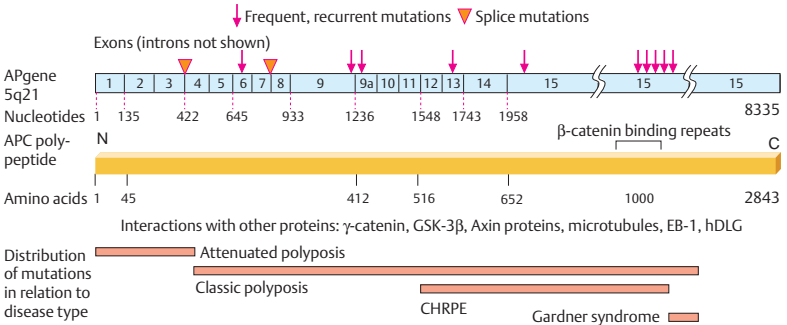 Frequent, recurrent mutations Splice mutations
Exons (introns not shown)
APgene 1 2 3 4 5 6 7 8 9 9a 10 11 12 13 14 15 15 15
5q21
Nucleotides 1 135 422 645 933 1236 1548 1743 1958 8335
APC poly-
peptide
N β-catenin binding repeats C
Amino acids 1 45 412 516 652 1000 2843
Interactions with other proteins: γ-catenin, GSK-3β, Axin proteins, microtubules, EB-1, hDLG
Distribution
of mutations
in relation to
disease type
Attenuated polyposis
Classic polyposis
CHRPE
Gardner syndrome